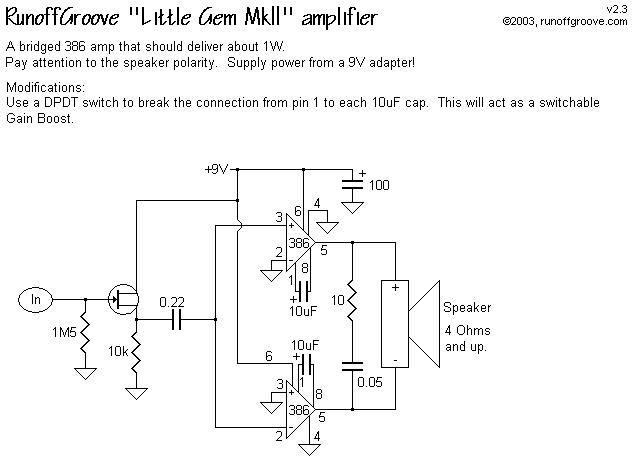 RunoffGroove "Little Gem MkII" amplifier
v2.3
©2003, runoffgroove.com
A bridged 386 amp that should deliver about 1W.
Pay attention to the speaker polarity. Supply power from a 9V adapter!
Modifications:
Use a DPDT switch to break the connection from pin 1 to each 10uF cap. This will act as a switchable
Gain Boost.
+9V
+
100
6
4
3
+
386
5
2
-
1
8
+
10uF
In
0.22
1M5
10k
10
+
-
Speaker
4 Ohms
and up.
10uF
6
+
1
8
3
+
386
5
2
-
4
0.05